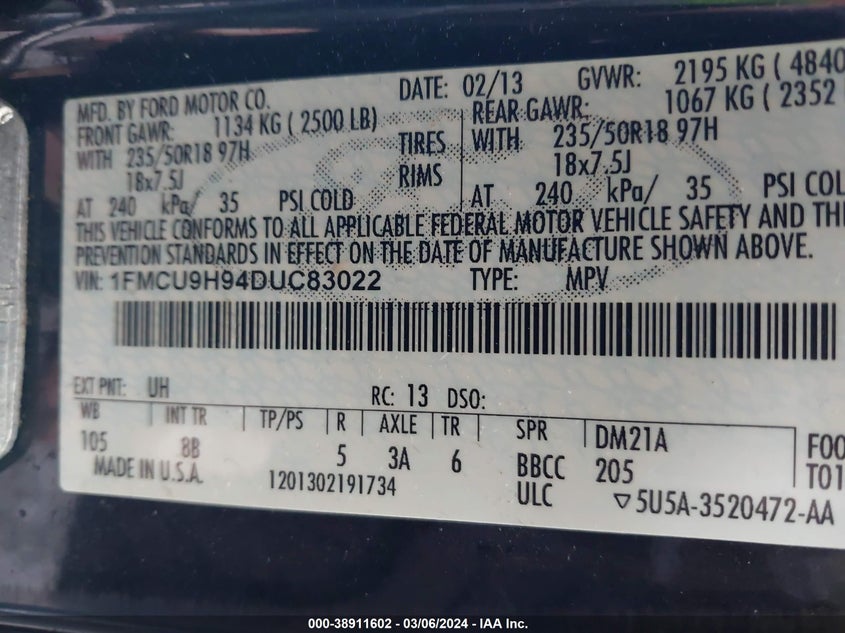 MFD. BY FORD MOTOR CO.
DATE: 02/13 GVWR: 2195 KG ( 4840
FRONT GAWR: 1134 KG ( 2500 LB) REAR GAWR: 1067 KG ( 2352
WITH 235/50R18 97H TIRES WITH 235/50R18 97H
18x7.5J RIMS 18x7.5J
AT 240 kPa/ 35 PSI COLD AT 240 kPa/ 35 PSI COL
THIS VEHICLE CONFORMS TO ALL APPLICABLE FEDERAL MOTOR VEHICLE SAFETY AND THE
PREVENTION STANDARDS IN EFFECT ON THE DATE OF MANUFACTURE SHOWN ABOVE.
VIN: 1FMCU9H94DUC83022 TYPE: MPV
EXT PNT: UH RC: 13 DSO:
WB INT TR TP/PS R AXLE TR SPR DM21A
105 8B 5 3A 6 BBCC 205 F00
MADE IN U.S.A. 1201302191734 ULC T01
5U5A-3520472-AA
000-38911602 - 03/06/2024 - IAA Inc.